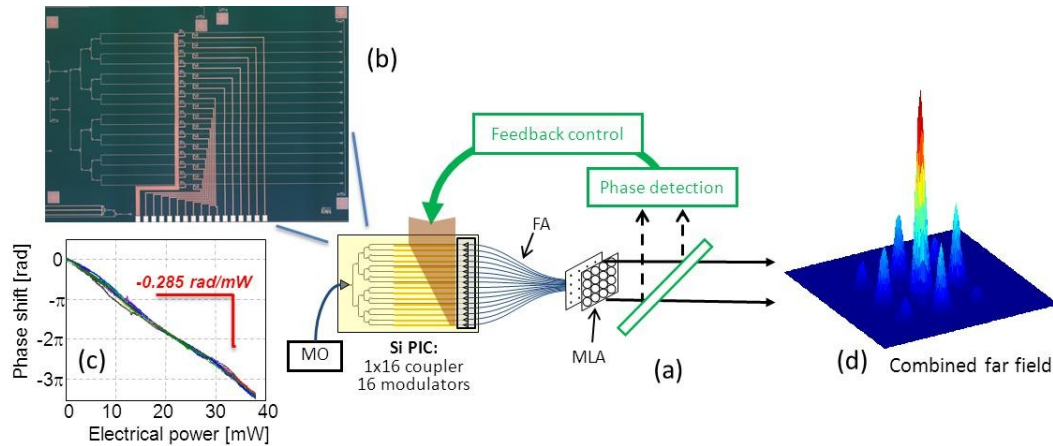 (b)
Feedback control
Phase detection
FA
0
-π
-2π
-3π
Phase shift [rad]
-0.285 rad/mW
(c)
0
10
20
30
40
Electrical power [mW]
MO
Si PIC:
1x16 coupler
16 modulators
MLA
(a)
(d)
Combined far field